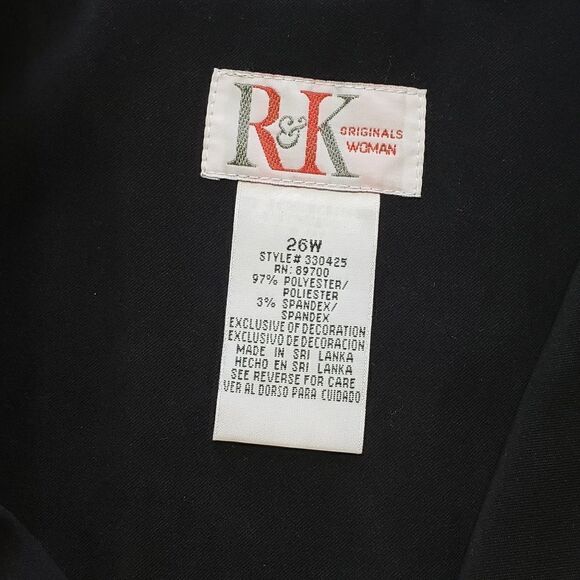 R&K
ORIGINALS
WOMAN
26W
STYLE# 330425
RN: 69700
97% POLYESTER/
POLIESTER
3% SPANDEX/
SPANDEX
EXCLUSIVE OF DECORATION
EXCLUSIVO DE DECORACION
MADE IN SRI LANKA
HECHO EN SRI LANKA
SEE REVERSE FOR CARE
VER AL DORSO PARA CUIDADO